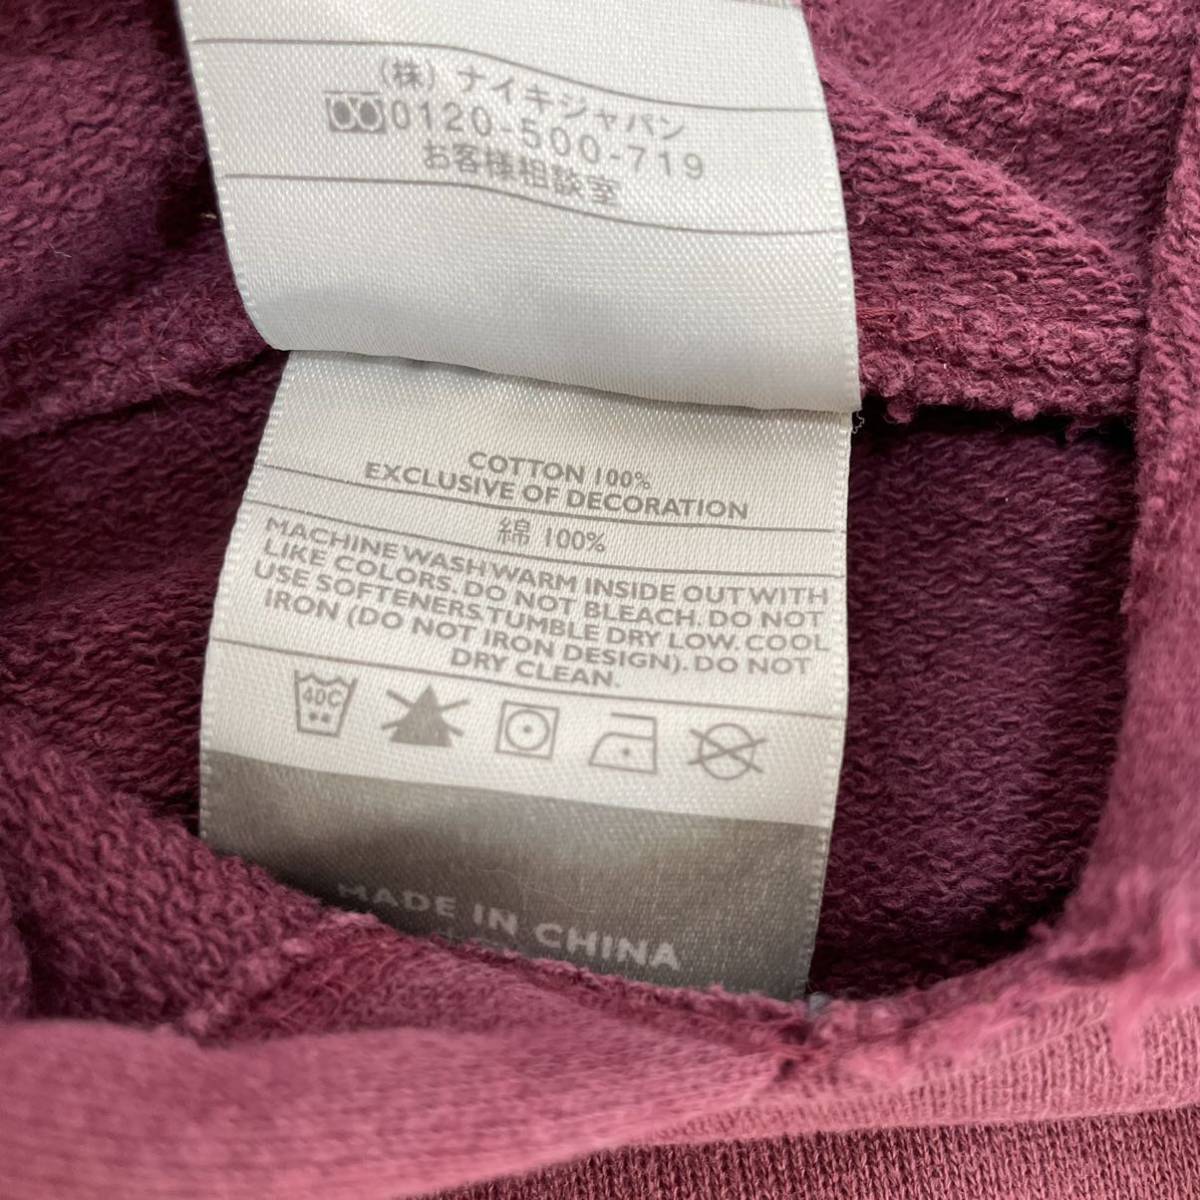 (株)ナイキジャパン
0120-500-719
お客様相談室
COTTON 100%
EXCLUSIVE OF DECORATION
綿 100%
MACHINE WASH WARM INSIDE OUT WITH
LIKE COLORS. DO NOT BLEACH. DO NOT
USE SOFTENERS. TUMBLE DRY LOW. COOL
IRON (DO NOT IRON DESIGN). DO NOT
DRY CLEAN.
40C
MADE IN CHINA